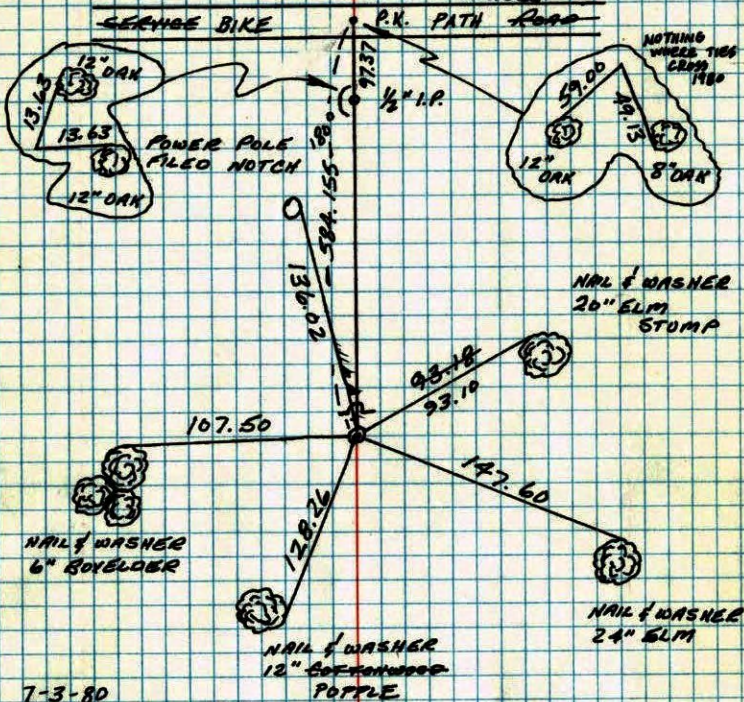 SERVICE BIKE P.K. PATH ROAD
12" OAK
13.63
13.63
12" OAK
POWER POLE
FILED NOTCH
97.37
1/2" I.P.
180°
584.155
NOTHING
WHERE TIES
CROSS
1980
59.00
49.13
12"
OAK
8" OAK
136.02
NAIL & WASHER
20" ELM
STUMP
93.18
93.10
107.50
147.60
128.26
NAIL & WASHER
6" BOXELDER
NAIL & WASHER
24" ELM
NAIL & WASHER
12" COTTONWOOD
POPPLE
7-3-80